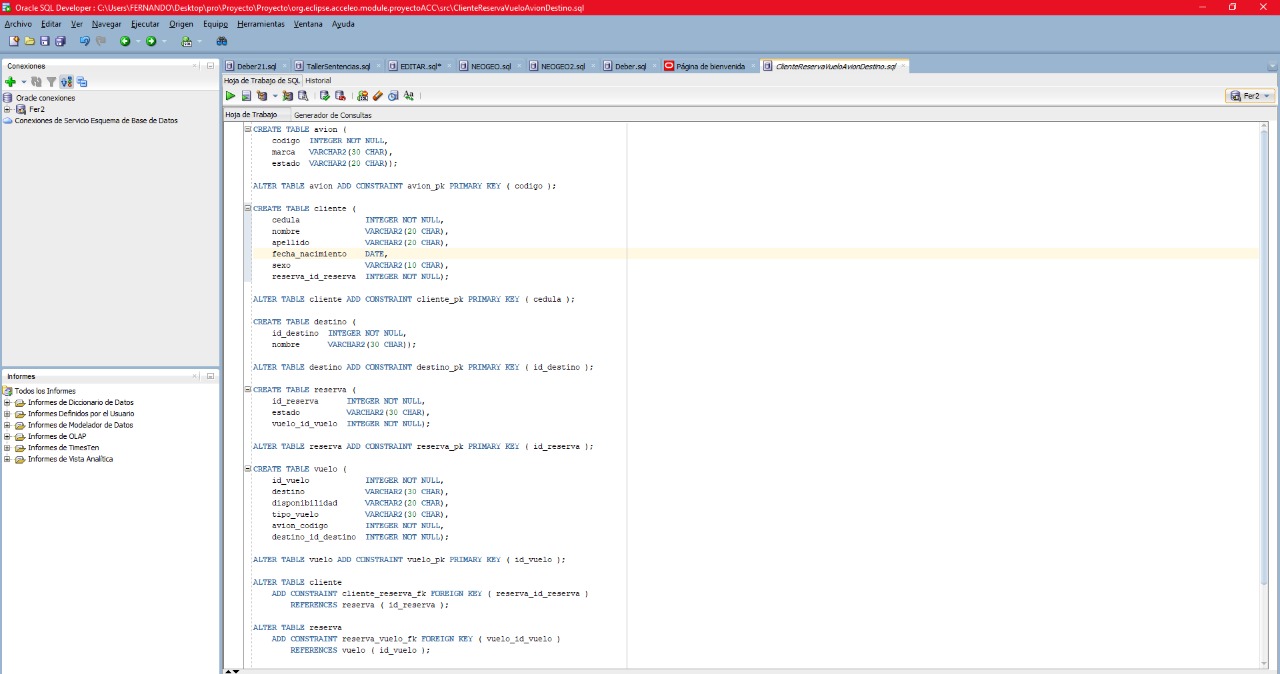 Oracle SQL Developer : C:\Users\FERNANDO\Desktop\pro\Proyecto\Proyecto\org.eclipse.acceleo.module.proyectoACC\src\ClienteReservaVueloAvionDestino.sql
Archivo Editar Ver Navegar Ejecutar Origen Equipo Herramientas Ventana Ayuda
Conexiones
Oracle conexiones
Fer2
Conexiones de Servicio Esquema de Base de Datos
Informes
Todos los Informes
Informes de Diccionario de Datos
Informes Definidos por el Usuario
Informes de Modelador de Datos
Informes de OLAP
Informes de TimesTen
Informes de Vista Analítica
Deber21.sql TallerSentencias.sql EDITAR.sql* NEOGEO.sql NEOGEO2.sql Deber.sql Página de bienvenida ClienteReservaVueloAvionDestino.sql
Hoja de Trabajo de SQL Historial
Fer2
Hoja de Trabajo Generador de Consultas
CREATE TABLE avion (
codigo INTEGER NOT NULL,
marca VARCHAR2(30 CHAR),
estado VARCHAR2(20 CHAR));
ALTER TABLE avion ADD CONSTRAINT avion_pk PRIMARY KEY ( codigo );
CREATE TABLE cliente (
cedula INTEGER NOT NULL,
nombre VARCHAR2(20 CHAR),
apellido VARCHAR2(20 CHAR),
fecha_nacimiento DATE,
sexo VARCHAR2(10 CHAR),
reserva_id_reserva INTEGER NOT NULL);
ALTER TABLE cliente ADD CONSTRAINT cliente_pk PRIMARY KEY ( cedula );
CREATE TABLE destino (
id_destino INTEGER NOT NULL,
nombre VARCHAR2(30 CHAR));
ALTER TABLE destino ADD CONSTRAINT destino_pk PRIMARY KEY ( id_destino );
CREATE TABLE reserva (
id_reserva INTEGER NOT NULL,
estado VARCHAR2(30 CHAR),
vuelo_id_vuelo INTEGER NOT NULL);
ALTER TABLE reserva ADD CONSTRAINT reserva_pk PRIMARY KEY ( id_reserva );
CREATE TABLE vuelo (
id_vuelo INTEGER NOT NULL,
destino VARCHAR2(30 CHAR),
disponibilidad VARCHAR2(20 CHAR),
tipo_vuelo VARCHAR2(30 CHAR),
avion_codigo INTEGER NOT NULL,
destino_id_destino INTEGER NOT NULL);
ALTER TABLE vuelo ADD CONSTRAINT vuelo_pk PRIMARY KEY ( id_vuelo );
ALTER TABLE cliente
ADD CONSTRAINT cliente_reserva_fk FOREIGN KEY ( reserva_id_reserva )
REFERENCES reserva ( id_reserva );
ALTER TABLE reserva
ADD CONSTRAINT reserva_vuelo_fk FOREIGN KEY ( vuelo_id_vuelo )
REFERENCES vuelo ( id_vuelo );